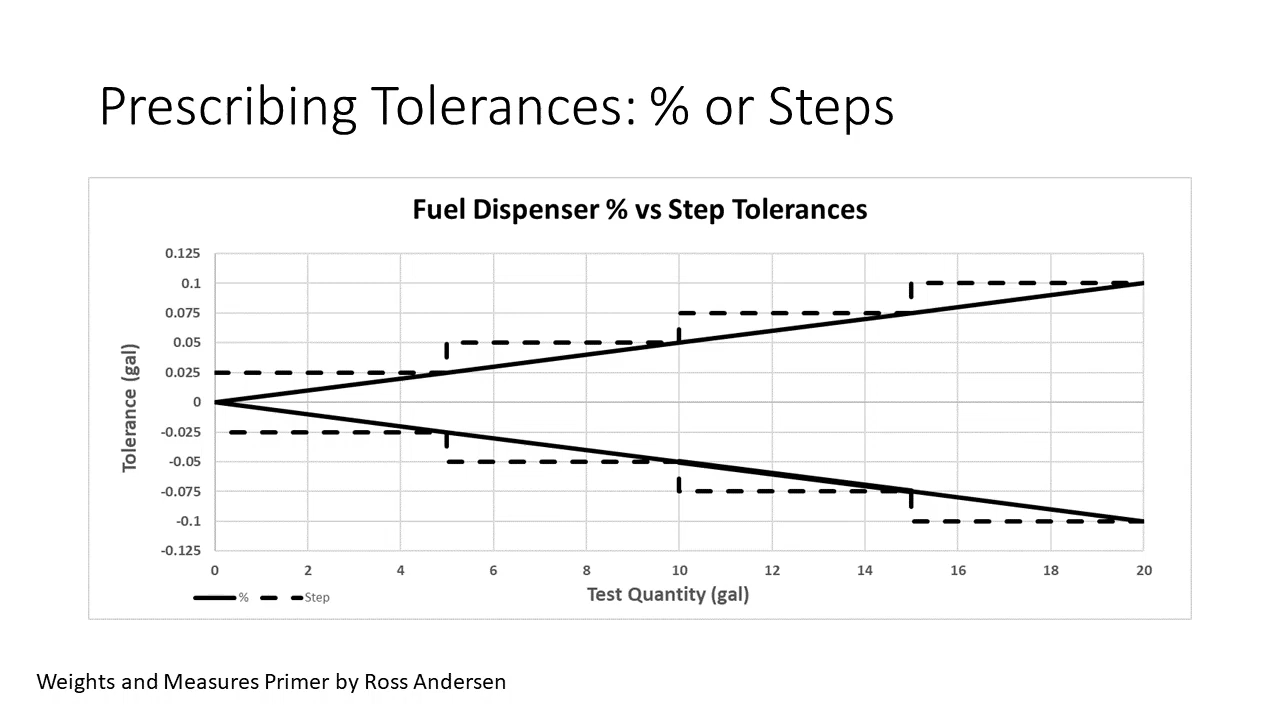 Prescribing Tolerances: % or Steps
Fuel Dispenser % vs Step Tolerances
0.125
0.1
0.075
0.05
0.025
0
-0.025
-0.05
-0.075
-0.1
-0.125
Tolerance (gal)
0 2 4 6 8 10 12 14 16 18 20
Test Quantity (gal)
% Step
Weights and Measures Primer by Ross Andersen